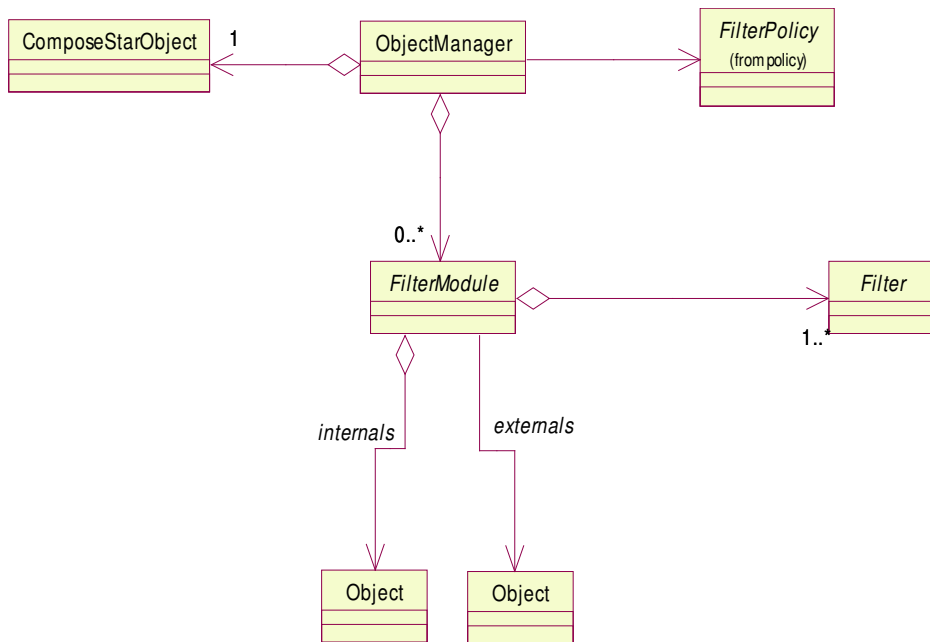 ComposeStarObject
1
ObjectManager
FilterPolicy
(from policy)
0..*
FilterModule
Filter
1..*
internals
externals
Object
Object